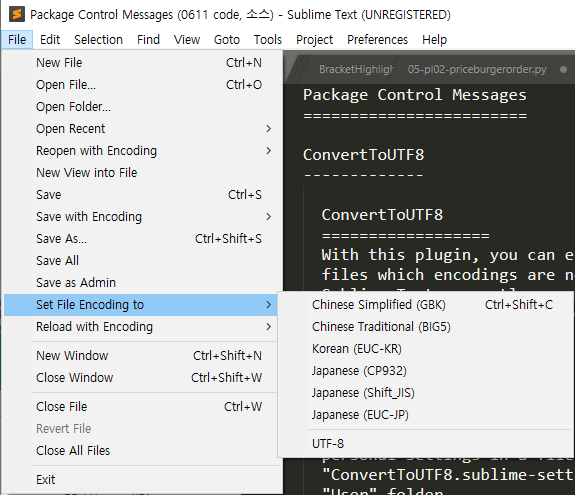 Package Control Messages (0611 code, 소스) - Sublime Text (UNREGISTERED)
File Edit Selection Find View Goto Tools Project Preferences Help
New File Ctrl+N
Open File... Ctrl+O
Open Folder...
Open Recent
Reopen with Encoding
New View into File
Save Ctrl+S
Save with Encoding
Save As... Ctrl+Shift+S
Save All
Save as Admin
Set File Encoding to
Reload with Encoding
New Window Ctrl+Shift+N
Close Window Ctrl+Shift+W
Close File Ctrl+W
Revert File
Close All Files
Exit
Chinese Simplified (GBK) Ctrl+Shift+C
Chinese Traditional (BIG5)
Korean (EUC-KR)
Japanese (CP932)
Japanese (Shift_JIS)
Japanese (EUC-JP)
UTF-8
BracketHighligh 05-pl02-priceburgerorder.py
Package Control Messages
========================
ConvertToUTF8
-------------
ConvertToUTF8
==================
With this plugin, you can e
files which encodings are n
personal settings in a fil
"ConvertToUTF8.sublime-sett
"User" folder